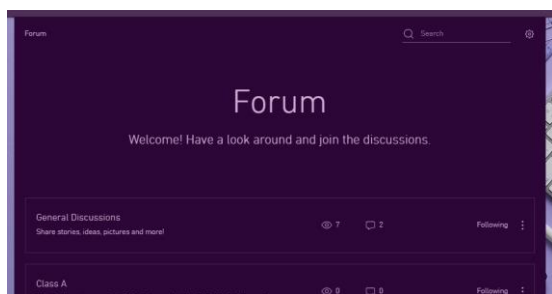 Forum
Search
Forum
Welcome! Have a look around and join the discussions.
General Discussions
Share stories, ideas, pictures and more!
7
2
Following
Class A
0
0
Following